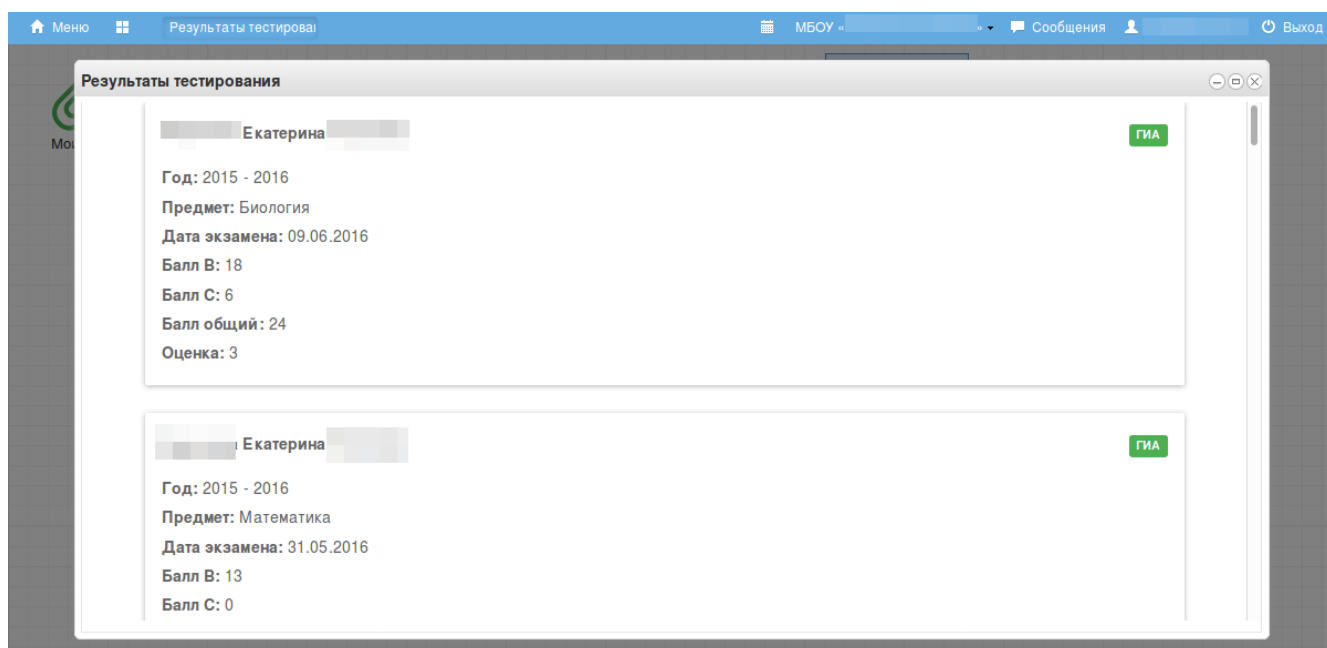 Меню Результаты тестирован МБОУ « » Сообщения Выход
Результаты тестирования
Екатерина ГИА
Год: 2015 - 2016
Предмет: Биология
Дата экзамена: 09.06.2016
Балл B: 18
Балл C: 6
Балл общий: 24
Оценка: 3
Екатерина ГИА
Год: 2015 - 2016
Предмет: Математика
Дата экзамена: 31.05.2016
Балл B: 13
Балл C: 0